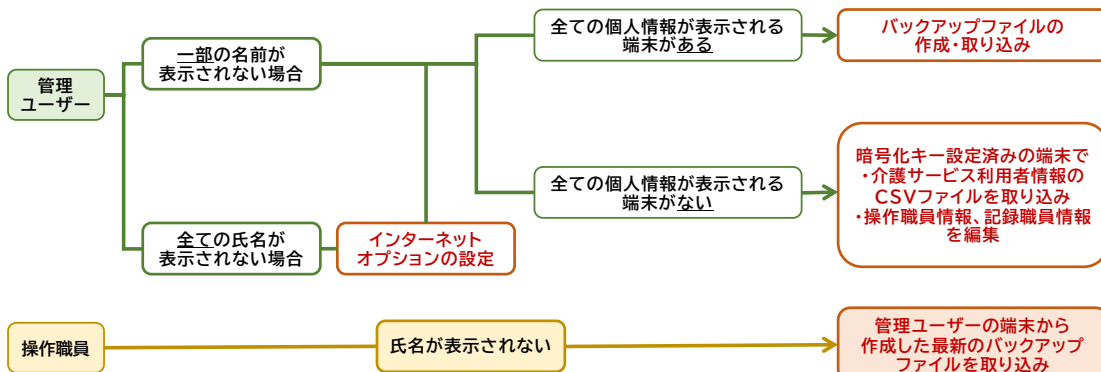 管理
ユーザー
一部の名前が
表示されない場合
全ての氏名が
表示されない場合
インターネット
オプションの設定
全ての個人情報が表示される
端末がある
バックアップファイルの
作成・取り込み
全ての個人情報が表示される
端末がない
暗号化キー設定済みの端末で
・介護サービス利用者情報の
CSVファイルを取り込み
・操作職員情報、記録職員情報
を編集
操作職員
氏名が表示されない
管理ユーザーの端末から
作成した最新のバックアップ
ファイルを取り込み